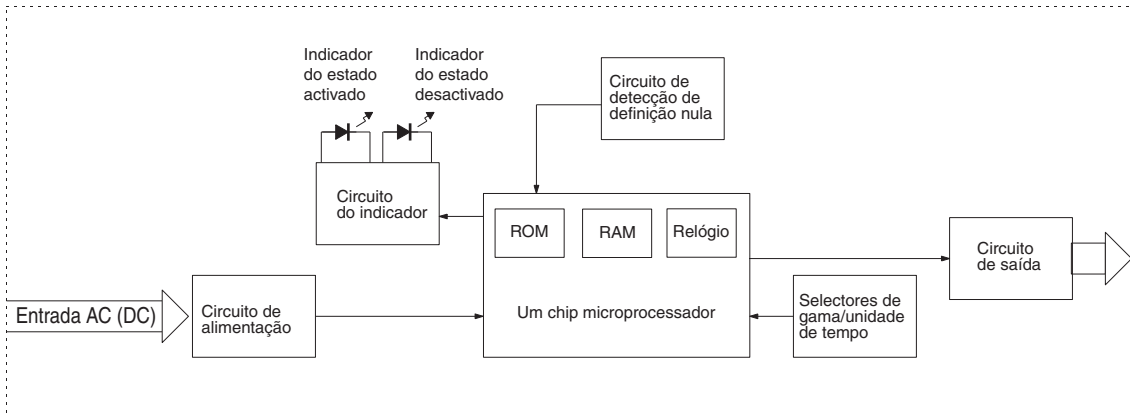 Indicador
do estado
activado
Indicador
do estado
desactivado
Circuito de
detecção de
definição nula
Circuito
do indicador
ROM
RAM
Relógio
Um chip microprocessador
Circuito
de saída
Entrada AC (DC)
Circuito de
alimentação
Selectores de
gama/unidade
de tempo